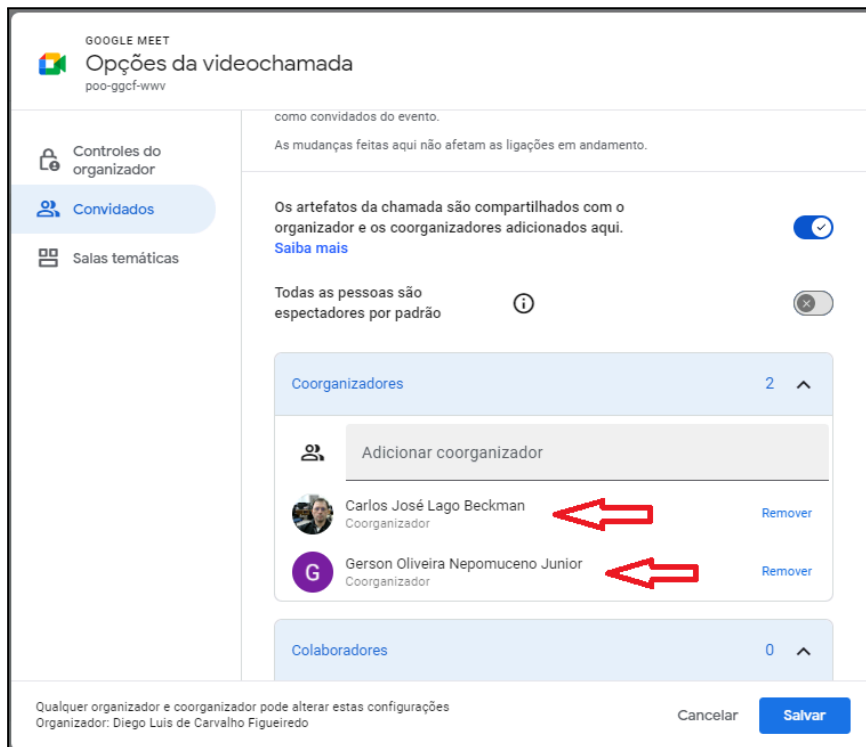 GOOGLE MEET
Opções da videochamada
poo-ggcf-wwv
Controles do
organizador
Convidados
Salas temáticas
como convidados do evento.
As mudanças feitas aqui não afetam as ligações em andamento.
Os artefatos da chamada são compartilhados com o
organizador e os coorganizadores adicionados aqui.
Saiba mais
Todas as pessoas são
espectadores por padrão
Coorganizadores 2
Adicionar coorganizador
Carlos José Lago Beckman
Coorganizador
Remover
G
Gerson Oliveira Nepomuceno Junior
Coorganizador
Remover
Colaboradores 0
Qualquer organizador e coorganizador pode alterar estas configurações
Organizador: Diego Luis de Carvalho Figueiredo
Cancelar
Salvar